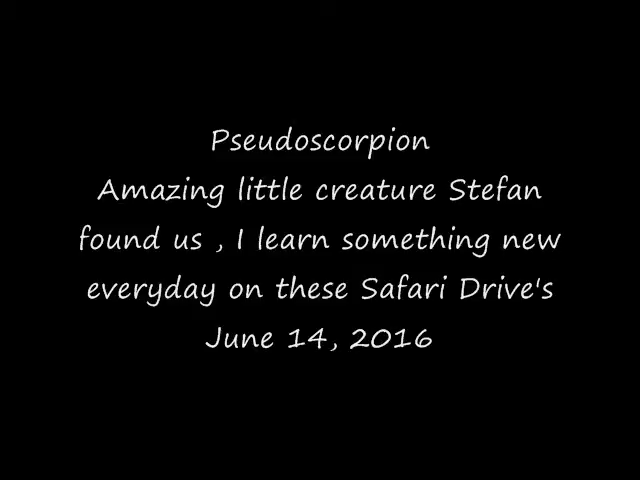 Pseudoscorpion
Amazing little creature Stefan
found us , I learn something new
everyday on these Safari Drive's
June 14, 2016